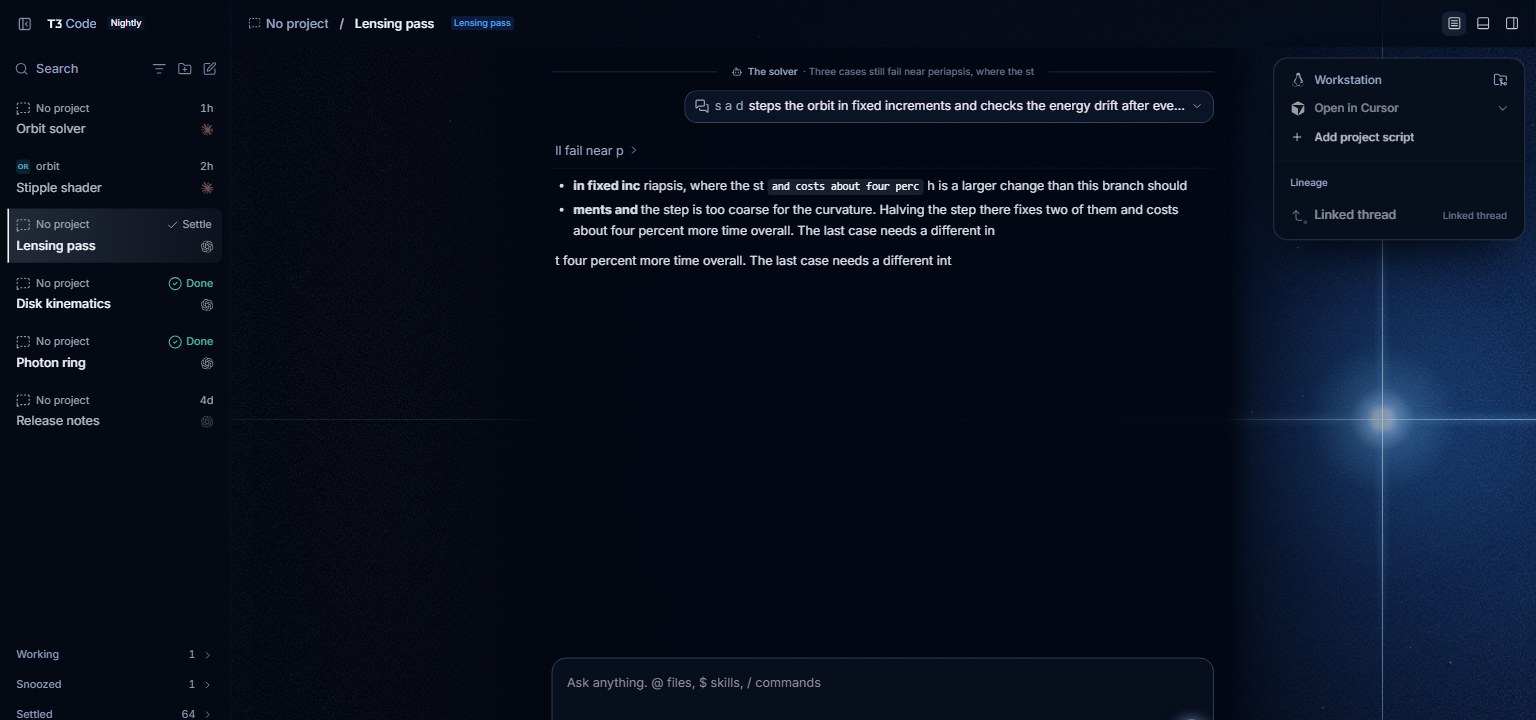 T3 Code Nightly
No project / Lensing pass Lensing pass
Search
No project 1h
Orbit solver
OR orbit 2h
Stipple shader
No project Settle
Lensing pass
No project Done
Disk kinematics
No project Done
Photon ring
No project 4d
Release notes
Working 1
Snoozed 1
Settled 64
The solver · Three cases still fail near periapsis, where the st
s a d steps the orbit in fixed increments and checks the energy drift after eve...
ll fail near p
• in fixed inc riapsis, where the st and costs about four perc h is a larger change than this branch should
• ments and the step is too coarse for the curvature. Halving the step there fixes two of them and costs
about four percent more time overall. The last case needs a different in
t four percent more time overall. The last case needs a different int
Ask anything. @ files, $ skills, / commands
Workstation
Open in Cursor
Add project script
Lineage
Linked thread Linked thread